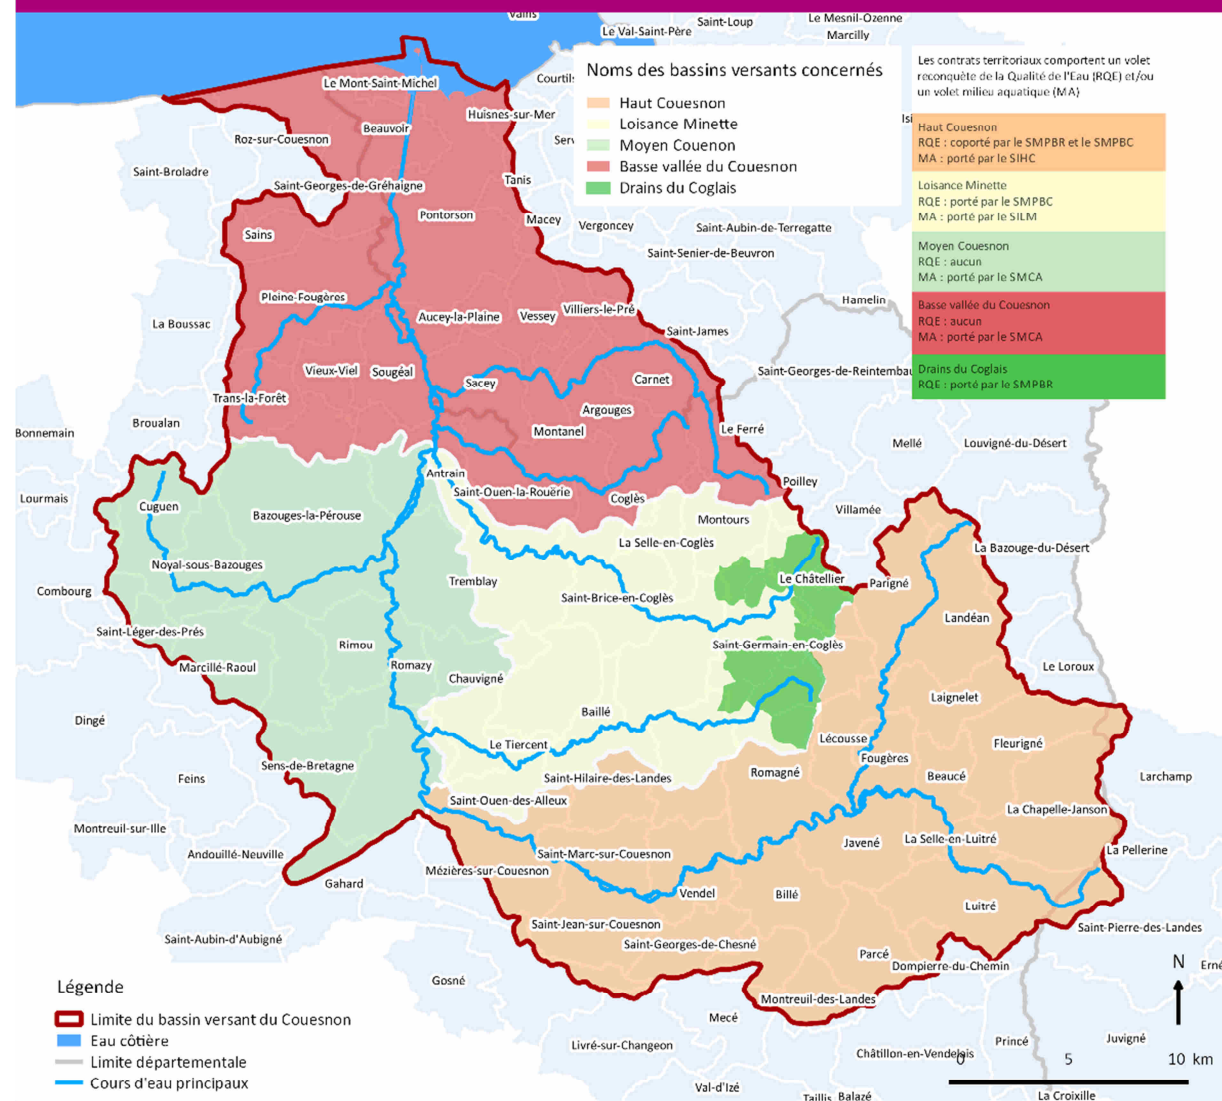 Vains
Saint-Loup
Le Mesnil-Ozenne
Le Val-Saint-Père
Marcilly
Noms des bassins versants concernés
Haut Couesnon
Loisance Minette
Moyen Couenon
Basse vallée du Couesnon
Drains du Coglais
Les contrats territoriaux comportent un volet
reconquête de la Qualité de l'Eau (RQE) et/ou
un volet milieu aquatique (MA)
Haut Couesnon
RQE : coporté par le SMPBR et le SMPBC
MA : porté par le SIHC
Loisance Minette
RQE : porté par le SMPBC
MA : porté par le SILM
Moyen Couesnon
RQE : aucun
MA : porté par le SMCA
Basse vallée du Couesnon
RQE : aucun
MA : porté par le SMCA
Drains du Coglais
RQE : porté par le SMPBR
Le Mont-Saint-Michel
Courtils
Huisnes-sur-Mer
Beauvoir
Roz-sur-Couesnon
Saint-Broladre
Tanis
Saint-Georges-de-Gréhaigne
Pontorson
Macey
Vergoncey
Saint-Aubin-de-Terregatte
Sains
Saint-Senier-de-Beuvron
Pleine-Fougères
Hamelin
Villiers-le-Pré
Aucey-la-Plaine
Vessey
La Boussac
Saint-James
Vieux-Viel
Sougéal
Saint-Georges-de-Reintembau
Sacey
Carnet
Trans-la-Forêt
Argouges
Broualan
Bonnemain
Montanel
Le Ferré
Mellé
Louvigné-du-Désert
Antrain
Poilley
Saint-Ouen-la-Rouërie
Lourmais
Coglès
Cuguen
Villamée
Bazouges-la-Pérouse
Montours
La Selle-en-Coglès
La Bazouge-du-Désert
Noyal-sous-Bazouges
Le Châtellier
Tremblay
Parigné
Combourg
Saint-Brice-en-Coglès
Landéan
Saint-Léger-des-Prés
Rimou
Saint-Germain-en-Coglès
Marcillé-Raoul
Romazy
Le Loroux
Chauvigné
Laignelet
Baillé
Dingé
Le Tiercent
Lécousse
Fleurigné
Fougères
Sens-de-Bretagne
Romagné
Beaucé
Larchamp
Feins
Saint-Hilaire-des-Landes
Saint-Ouen-des-Alleux
La Chapelle-Janson
Montreuil-sur-Ille
Javené
La Selle-en-Luitré
La Pellerine
Andouillé-Neuville
Saint-Marc-sur-Couesnon
Mézières-sur-Couesnon
Gahard
Vendel
Billé
Luitré
Saint-Jean-sur-Couesnon
Saint-Pierre-des-Landes
Saint-Aubin-d'Aubigné
Saint-Georges-de-Chesné
Parcé
Dompierre-du-Chemin
N
Gosné
Légende
Montreuil-des-Landes
Limite du bassin versant du Couesnon
Mecé
Eau côtière
Livré-sur-Changeon
Princé
Juvigné
Châtillon-en-Vendelais
Limite départementale
0 5 10 km
Cours d'eau principaux
Val-d'Izé
Taillis
Balazé
La Croixille